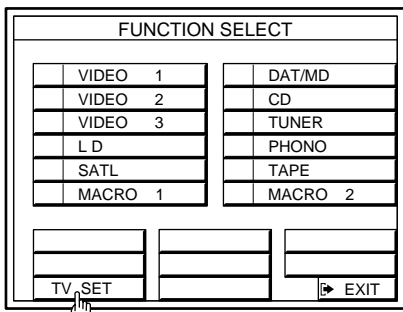 FUNCTION SELECT
VIDEO 1
VIDEO 2
VIDEO 3
L D
SATL
MACRO 1
DAT/MD
CD
TUNER
PHONO
TAPE
MACRO 2
TV SET
EXIT